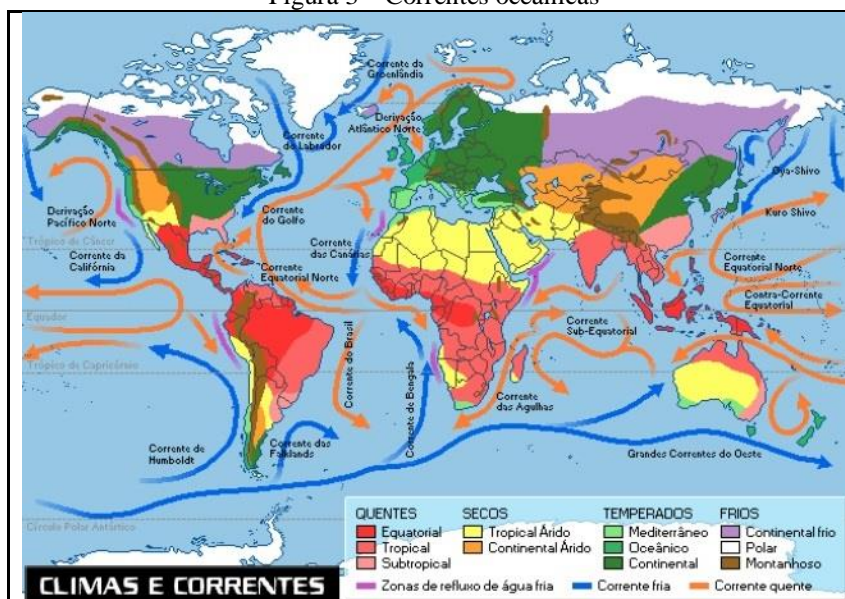 Figura 3 – Correntes oceânicas
Corrente da
Groenlândia
Derivação
Atlântico Norte
Corrente
do Labrador
Oya-Shivo
Derivação
Pacífico Norte
Corrente
do Golfo
Kuro Shivo
Trópico de Câncer
Corrente da
Califórnia
Corrente
das Canárias
Corrente
Equatorial Norte
Corrente
Equatorial Norte
Contra-Corrente
Equatorial
Equador
Corrente
Sub-Equatorial
Corrente do Brasil
Trópico de Capricórnio
Corrente de Bengala
Corrente
das Agulhas
Corrente de
Humboldt
Corrente das
Falklands
Grandes Correntes do Oeste
Círculo Polar Antártico
QUENTES
Equatorial
Tropical
Subtropical
SECOS
Tropical Árido
Continental Árido
TEMPERADOS
Mediterrâneo
Oceânico
Continental
FRIOS
Continental frio
Polar
Montanhoso
CLIMAS E CORRENTES
Zonas de refluxo de água fria
Corrente fria
Corrente quente